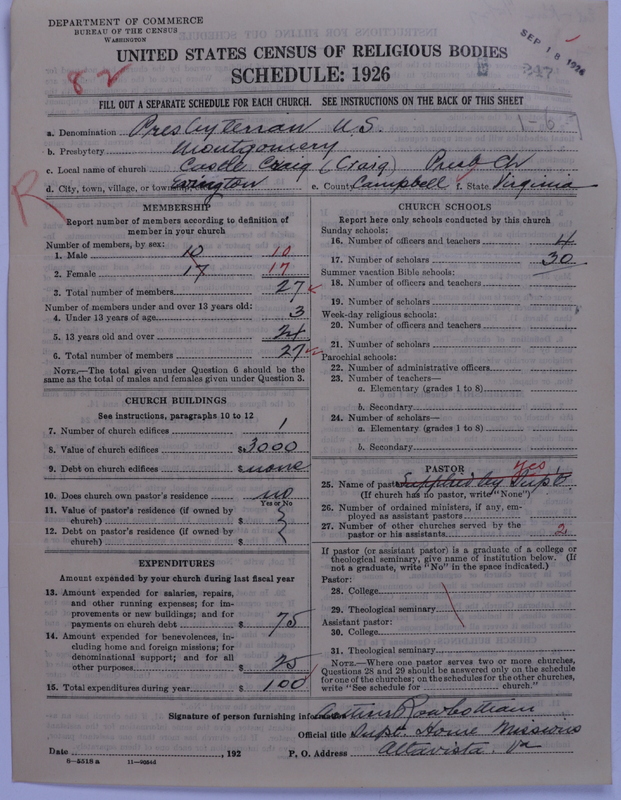 DEPARTMENT OF COMMERCE
BUREAU OF THE CENSUS
WASHINGTON
SEP 18 1926
UNITED STATES CENSUS OF RELIGIOUS BODIES
SCHEDULE: 1926
82
FILL OUT A SEPARATE SCHEDULE FOR EACH CHURCH. SEE INSTRUCTIONS ON THE BACK OF THIS SHEET
a. Denomination Presbyterian U.S.
b. Presbytery Montgomery
c. Local name of church Castle Craig (Craig) Presb Ch
d. City, town, village, or township Evington e. County Campbell f. State Virginia
R
MEMBERSHIP
Report number of members according to definition of
member in your church
Number of members, by sex:
1. Male 10 10
2. Female 17 17
3. Total number of members 27
Number of members under and over 13 years old:
4. Under 13 years of age 3
5. 13 years old and over 24
6. Total number of members 27
NOTE.—The total given under Question 6 should be
same as the total of males and females given under Question 3.
CHURCH BUILDINGS
See instructions, paragraphs 10 to 12
7. Number of church edifices 1
8. Value of church edifices $3000
9. Debt on church edifices $none
10. Does church own pastor's residence no
Yes or No
11. Value of pastor's residence (if owned by
church) $
12. Debt on pastor's residence (if owned by
church) $
EXPENDITURES
Amount expended by your church during last fiscal year
13. Amount expended for salaries, repairs,
and other running expenses; for im-
provements or new buildings; and for
payments on church debt $ 75
14. Amount expended for benevolences, in-
cluding home and foreign missions; for
denominational support; and for all
other purposes $ 25
15. Total expenditures during year $ 100
CHURCH SCHOOLS
Report here only schools conducted by this church
Sunday schools:
16. Number of officers and teachers 4
17. Number of scholars 30
Summer vacation Bible schools:
18. Number of officers and teachers
19. Number of scholars
Week-day religious schools:
20. Number of officers and teachers
21. Number of scholars
Parochial schools:
22. Number of administrative officers
23. Number of teachers—
a. Elementary (grades 1 to 8)
b. Secondary
24. Number of scholars—
a. Elementary (grades 1 to 8)
b. Secondary
PASTOR
yes
25. Name of pastor Supplied by Supt
(If church has no pastor, write "None")
26. Number of ordained ministers, if any, em-
ployed as assistant pastors
27. Number of other churches served by the
pastor or his assistants 2
If pastor (or assistant pastor) is a graduate of a college or
theological seminary, give name of institution below. (If
not a graduate, write "No" in the space indicated.)
Pastor:
28. College
29. Theological seminary
Assistant pastor:
30. College
31. Theological seminary
NOTE.—Where one pastor serves two or more churches,
Questions 28 and 29 should be answered only on the schedule
for one of the churches; on the schedules for the other churches,
write "See schedule for church."
Signature of person furnishing information Rowbotham
Official title Supt. Home Missions
Date , 192 P. O. Address Altavista, Va
8—5518 a